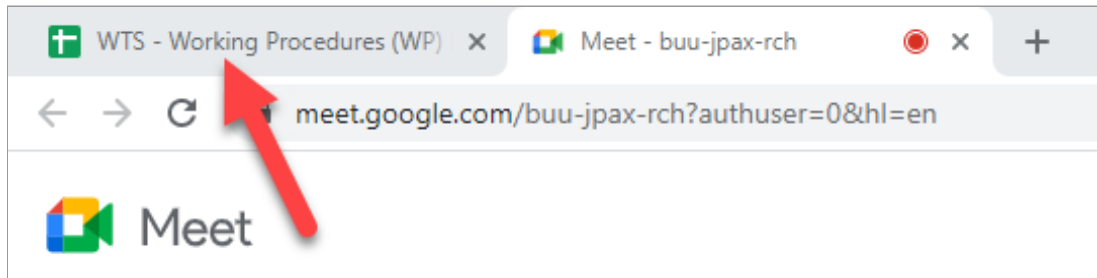 WTS - Working Procedures (WP)
Meet - buu-jpax-rch
meet.google.com/buu-jpax-rch?authuser=0&hl=en
Meet